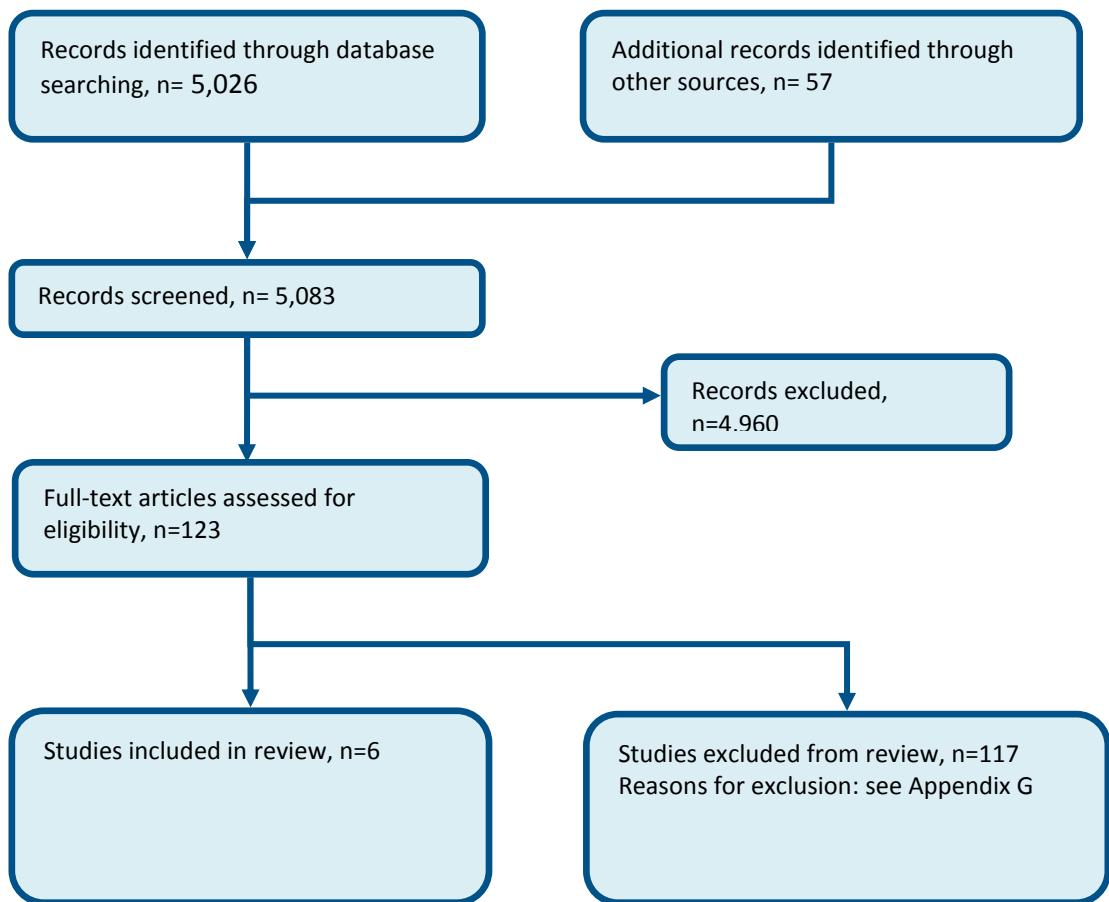 Records identified through database
searching, n= 5,026
Additional records identified through
other sources, n= 57
Records screened, n= 5,083
Records excluded,
n=4,960
Full-text articles assessed for
eligibility, n=123
Studies included in review, n=6
Studies excluded from review, n=117
Reasons for exclusion: see Appendix G